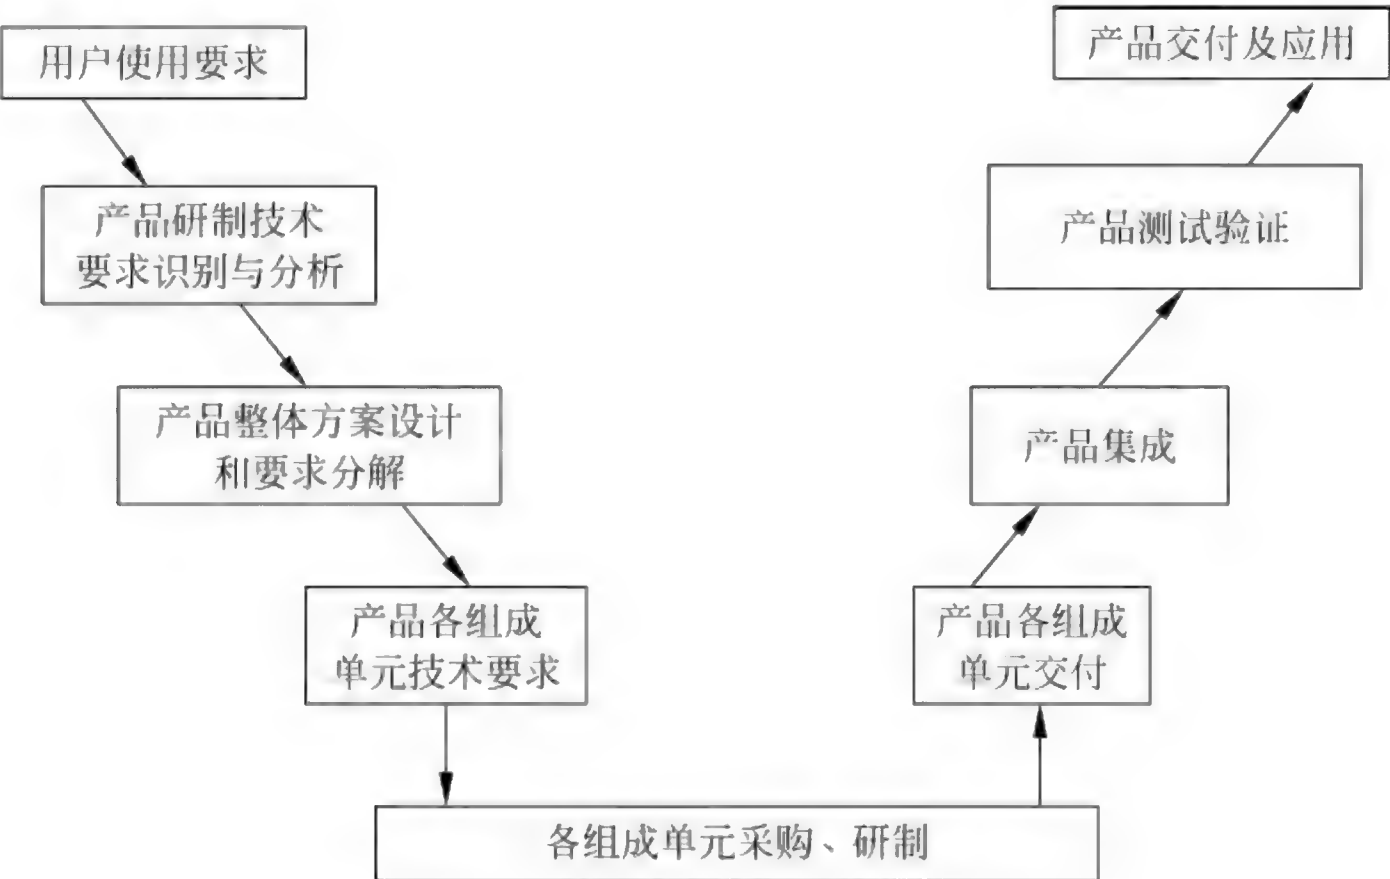 用户使用要求
产品研制技术
要求识别与分析
产品整体方案设计
和要求分解
产品各组成
单元技术要求
各组成单元采购、研制
产品各组成
单元交付
产品集成
产品测试验证
产品交付及应用